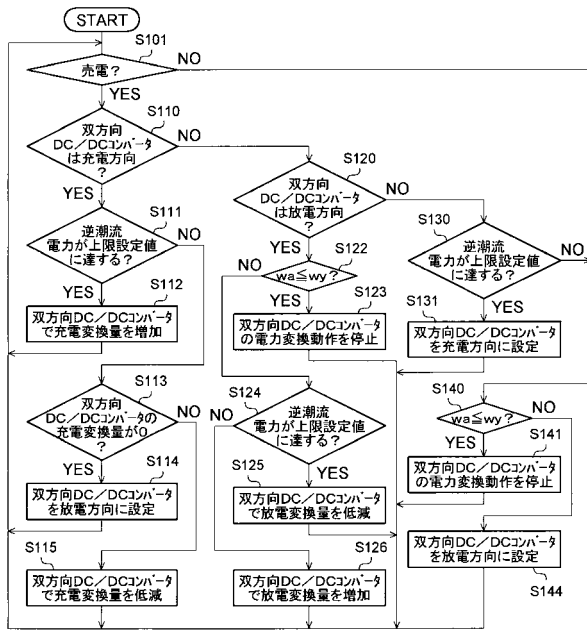 START
S101
売電？
NO
YES
S110
双方向
DC／DCコンバータ
は充電方向
？
NO
YES
S111
逆潮流
電力が上限設定値
に達する？
NO
YES
S112
双方向DC／DCコンバータ
で充電変換量を増加
S113
双方向
DC／DCコンバータの
充電変換量が0
？
NO
YES
S114
双方向DC／DCコンバータ
を放電方向に設定
S115
双方向DC／DCコンバータ
で充電変換量を低減
S120
双方向
DC／DCコンバータ
は放電方向
？
NO
YES
S122
wa≦wy？
NO
YES
S123
双方向DC／DCコンバータ
の電力変換動作を停止
S124
逆潮流
電力が上限設定値
に達する？
NO
YES
S125
双方向DC／DCコンバータ
で放電変換量を低減
S126
双方向DC／DCコンバータ
で放電変換量を増加
S130
逆潮流
電力が上限設定値
に達する？
NO
YES
S131
双方向DC／DCコンバータ
を充電方向に設定
S140
wa≦wy？
NO
YES
S141
双方向DC／DCコンバータ
の電力変換動作を停止
双方向DC／DCコンバータ
を放電方向に設定
S144